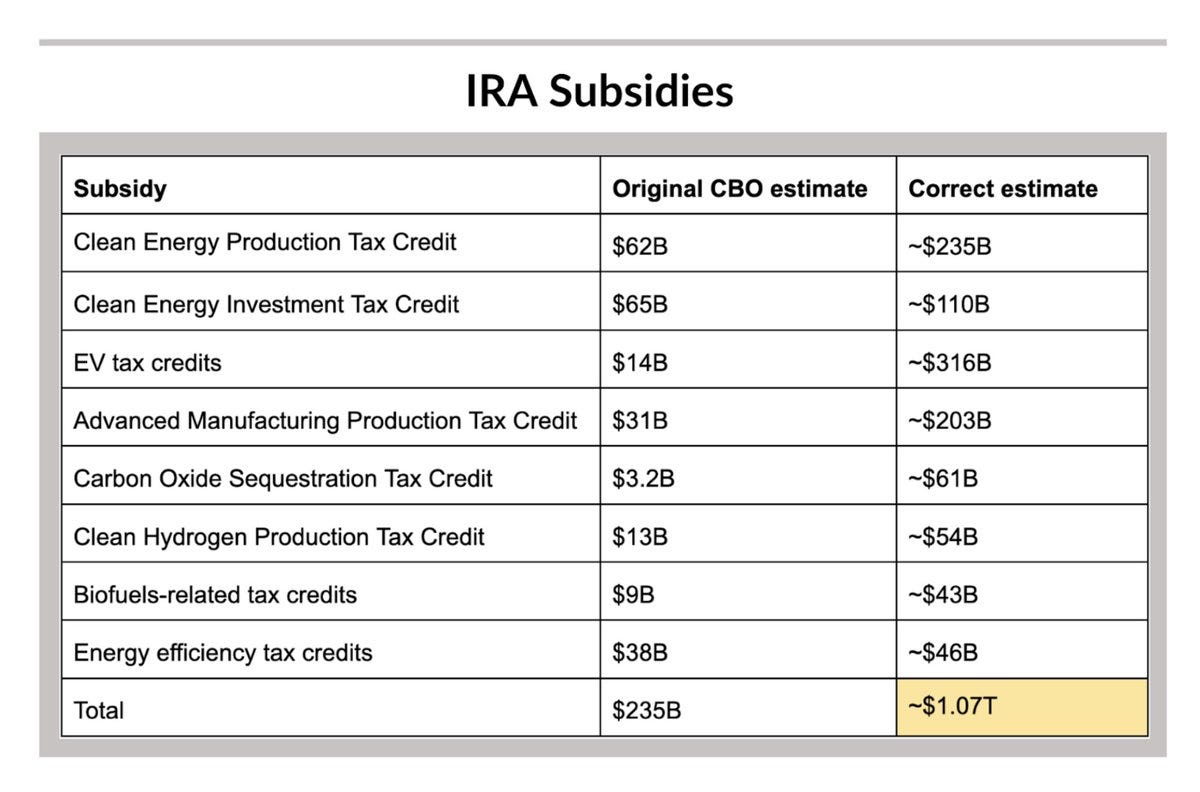 IRA Subsidies
Subsidy Original CBO estimate Correct estimate
Clean Energy Production Tax Credit $62B ~$235B
Clean Energy Investment Tax Credit $65B ~$110B
EV tax credits $14B ~$316B
Advanced Manufacturing Production Tax Credit $31B ~$203B
Carbon Oxide Sequestration Tax Credit $3.2B ~$61B
Clean Hydrogen Production Tax Credit $13B ~$54B
Biofuels-related tax credits $9B ~$43B
Energy efficiency tax credits $38B ~$46B
Total $235B ~$1.07T